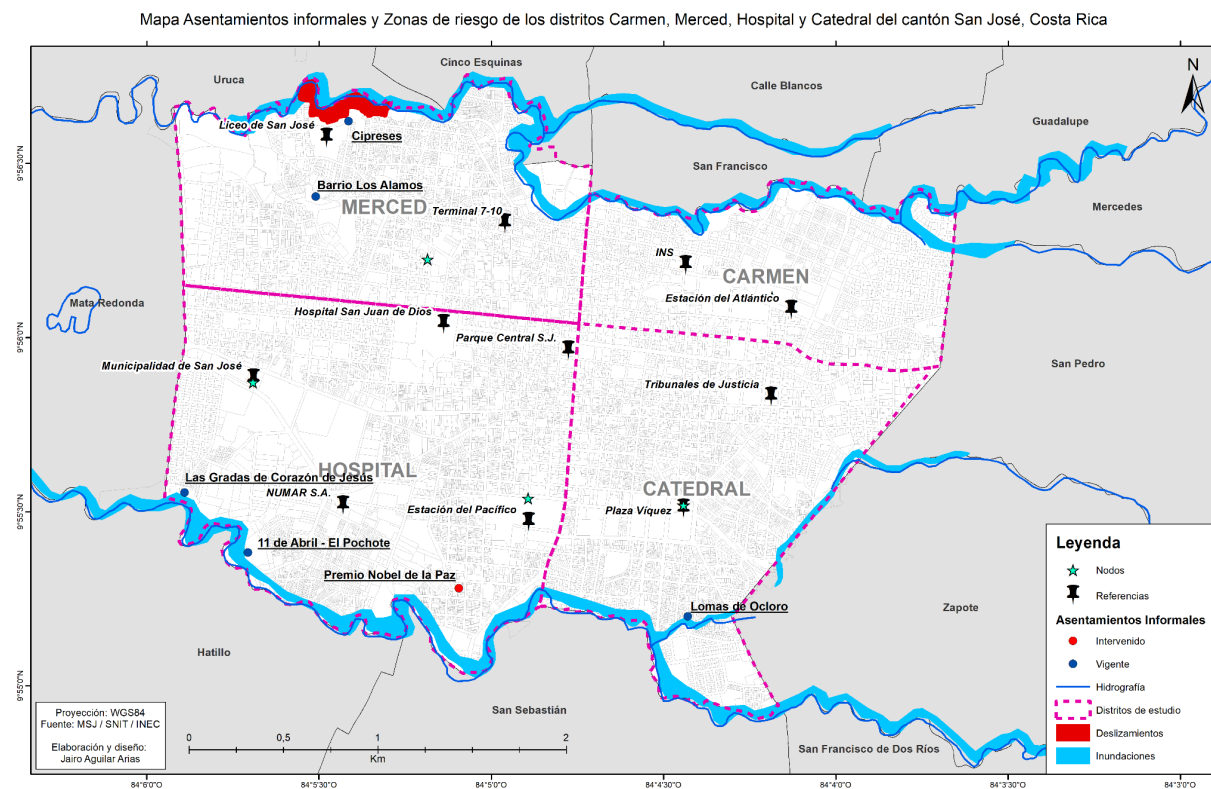 Mapa Asentamientos informales y Zonas de riesgo de los distritos Carmen, Merced, Hospital y Catedral del cantón San José, Costa Rica
Cinco Esquinas
Uruca
Calle Blancos
N
Guadalupe
Liceo de San José
Cipreses
9°56'30"N
San Francisco
Barrio Los Alamos
MERCED
Terminal 7-10
Mercedes
INS
CARMEN
Estación del Atlántico
Mata Redonda
Hospital San Juan de Dios
9°56'0"N
Parque Central S.J.
San Pedro
Municipalidad de San José
Tribunales de Justicia
HOSPITAL
Las Gradas de Corazón de Jesús
NUMAR S.A.
CATEDRAL
Estación del Pacífico
Plaza Víquez
9°55'30"N
11 de Abril - El Pochote
Premio Nobel de la Paz
Lomas de Ocloro
Zapote
Hatillo
9°55'0"N
San Sebastián
San Francisco de Dos Ríos
Leyenda
Nodos
Referencias
Asentamientos Informales
Intervenido
Vigente
Hidrografía
Distritos de estudio
Deslizamientos
Inundaciones
Proyección: WGS84
Fuente: MSJ / SNIT / INEC
Elaboración y diseño:
Jairo Aguilar Arias
0 0,5 1 2
Km
84°6'0"O 84°5'30"O 84°5'0"O 84°4'30"O 84°4'0"O 84°3'30"O 84°3'0"O